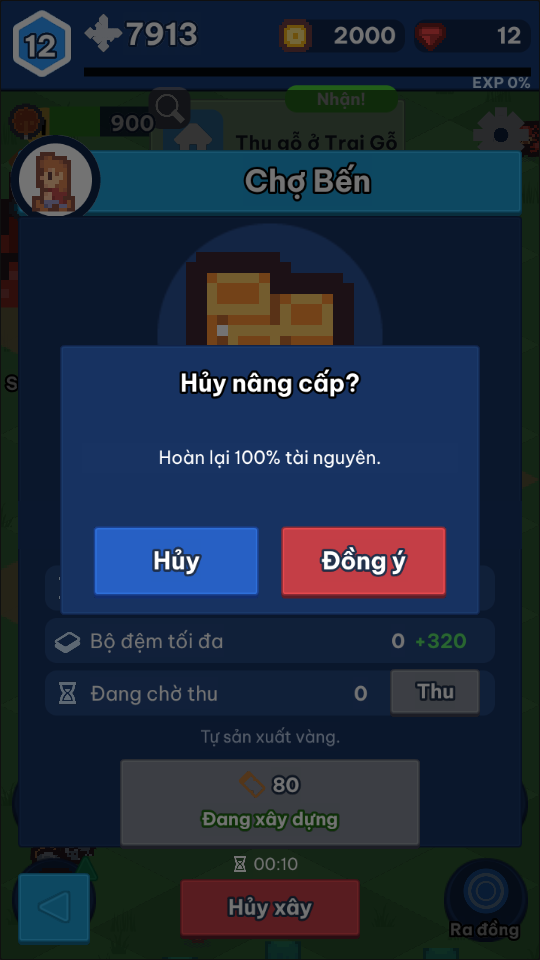 12
7913
2000
12
EXP 0%
900
Nhận!
Thu gỗ ở Trại Gỗ
Chợ Bến
Hủy nâng cấp?
Hoàn lại 100% tài nguyên.
Hủy
Đồng ý
Bộ đệm tối đa
0 +320
Đang chờ thu
0
Thu
Tự sản xuất vàng.
80
Đang xây dựng
00:10
Hủy xây
Ra đồng